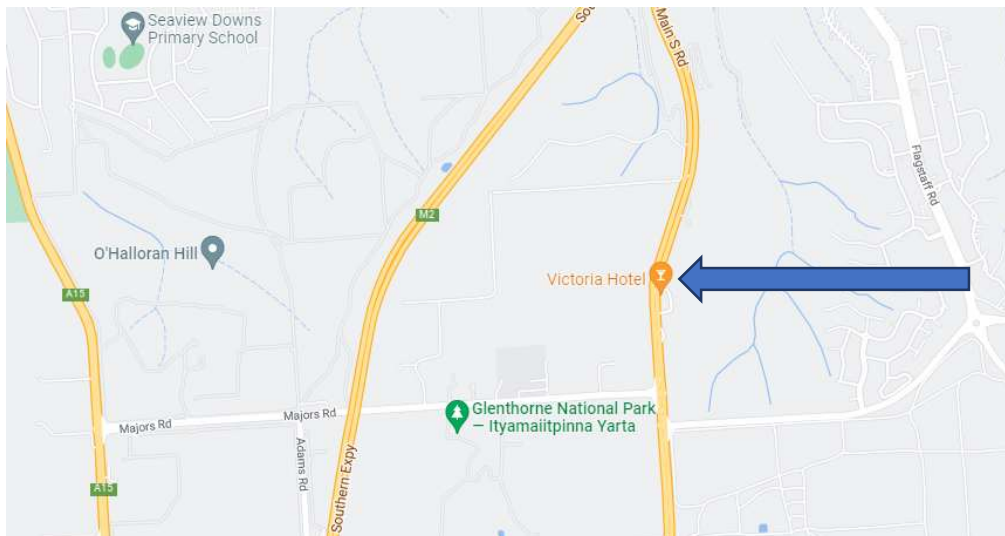 Seaview Downs
Primary School
Main S Rd
Flagstaff Rd
M2
O'Halloran Hill
Victoria Hotel
A15
Glenthorne National Park
– Ityamaiitpinna Yarta
Majors Rd
Majors Rd
Adams Rd
Southern Expy
A15